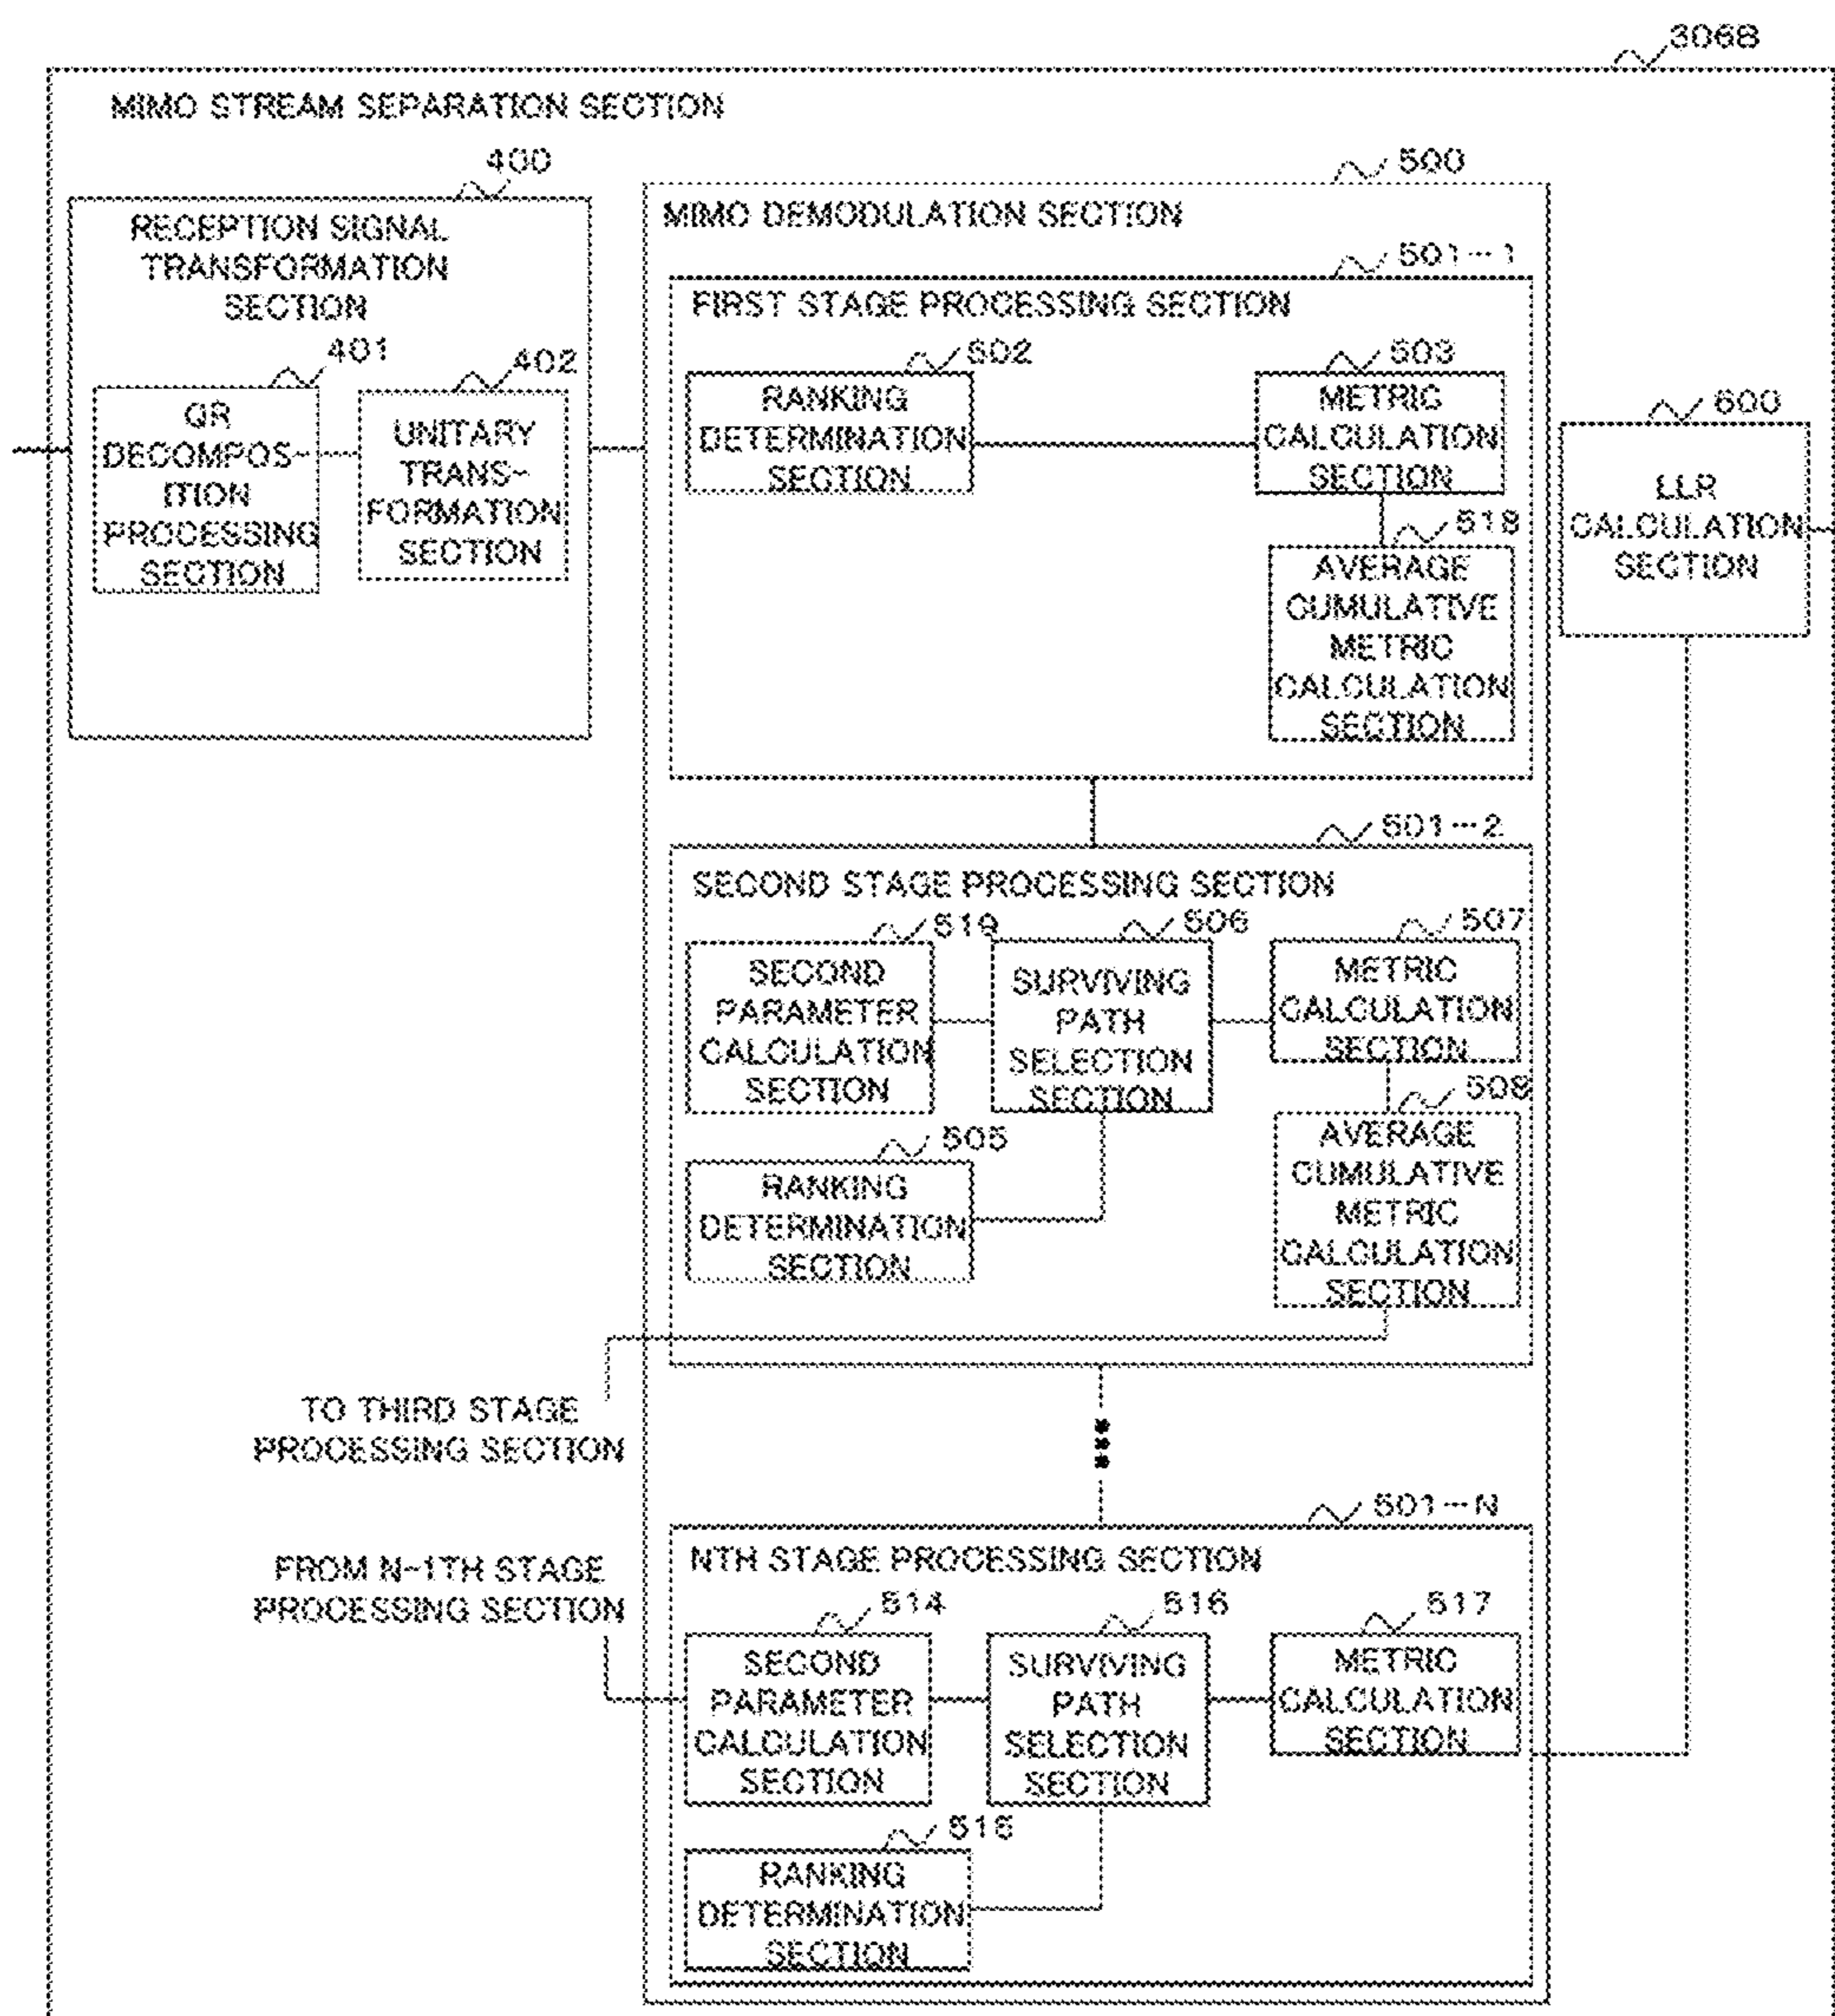 306B
MIMO STREAM SEPARATION SECTION
400
RECEPTION SIGNAL
TRANSFORMATION
SECTION
401
QR
DECOMPOS-
ITION
PROCESSING
SECTION
402
UNITARY
TRANS-
FORMATION
SECTION
500
MIMO DEMODULATION SECTION
501-1
FIRST STAGE PROCESSING SECTION
502
RANKING
DETERMINATION
SECTION
503
METRIC
CALCULATION
SECTION
518
AVERAGE
CUMULATIVE
METRIC
CALCULATION
SECTION
600
LLR
CALCULATION
SECTION
501-2
SECOND STAGE PROCESSING SECTION
519
SECOND
PARAMETER
CALCULATION
SECTION
506
SURVIVING
PATH
SELECTION
SECTION
507
METRIC
CALCULATION
SECTION
508
AVERAGE
CUMULATIVE
METRIC
CALCULATION
SECTION
505
RANKING
DETERMINATION
SECTION
TO THIRD STAGE
PROCESSING SECTION
501-N
NTH STAGE PROCESSING SECTION
FROM N-1TH STAGE
PROCESSING SECTION
514
SECOND
PARAMETER
CALCULATION
SECTION
516
SURVIVING
PATH
SELECTION
SECTION
517
METRIC
CALCULATION
SECTION
515
RANKING
DETERMINATION
SECTION